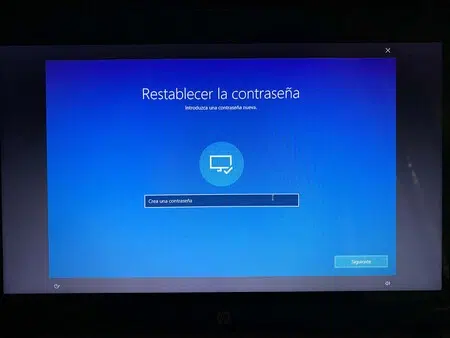 Restablecer la contraseña
Introduzca una contraseña nueva.
Crea una contraseña
Siguiente